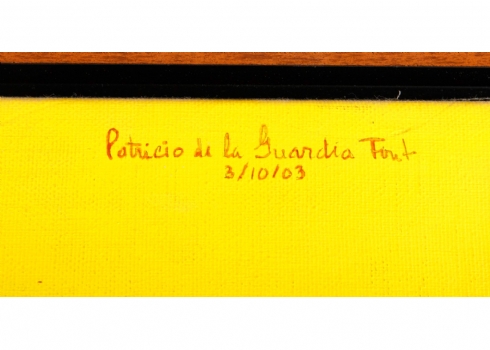 Patricio de la Guardia Font
3/10/03